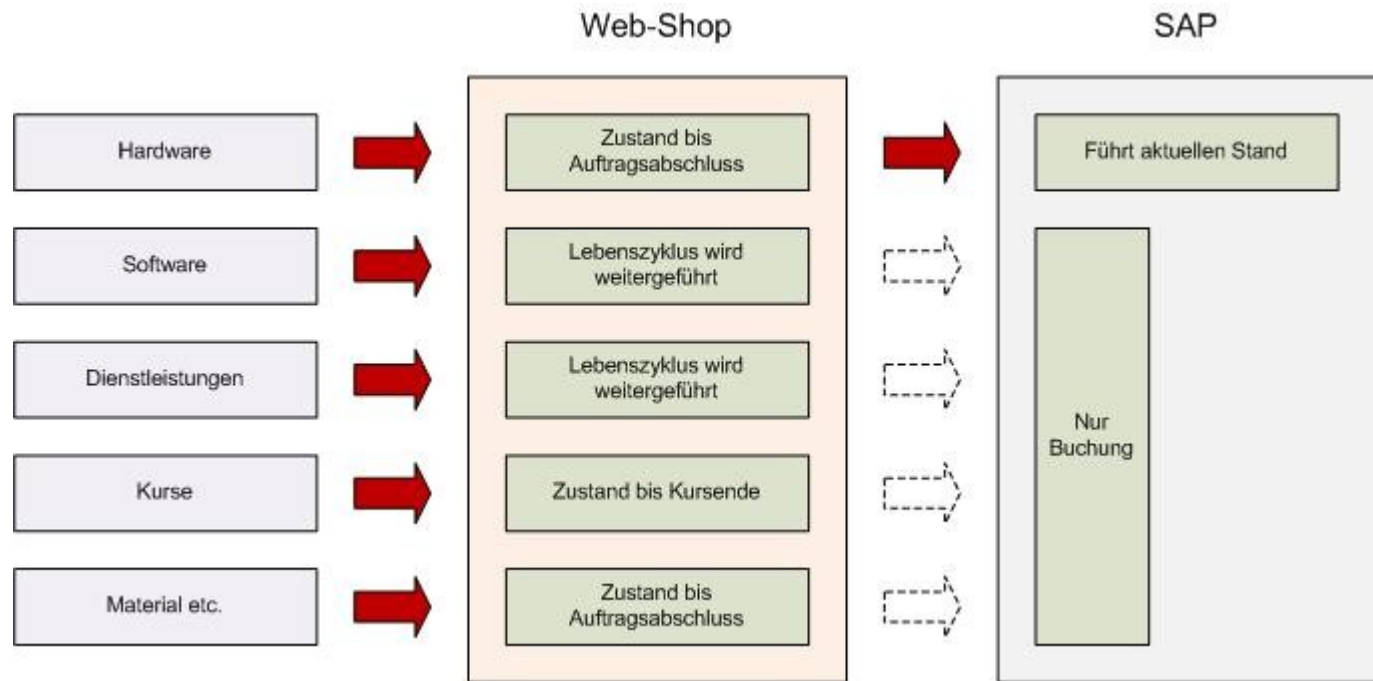 Web-Shop
SAP
Hardware
Zustand bis
Auftragsabschluss
Führt aktuellen Stand
Software
Lebenszyklus wird
weitergeführt
Dienstleistungen
Lebenszyklus wird
weitergeführt
Nur
Buchung
Kurse
Zustand bis Kursende
Material etc.
Zustand bis
Auftragsabschluss